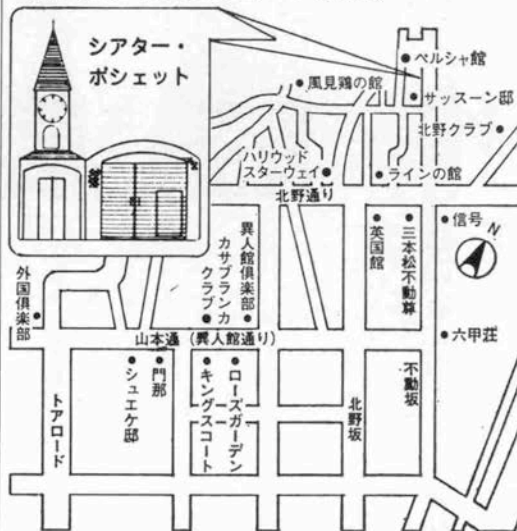 シアター・
ポシェット
ペルシャ館
風見鶏の館
サッスーン邸
北野クラブ
ハリウッド
スターウェイ
ラインの館
北野通り
異人館倶楽部
カサブランカ
クラブ
英国館
三本松不動尊
信号
N
外国倶楽部
山本通(異人館通り)
六甲荘
門那
シュエケ邸
ローズガーデン
キングスコート
不動坂
北野坂
トアロード